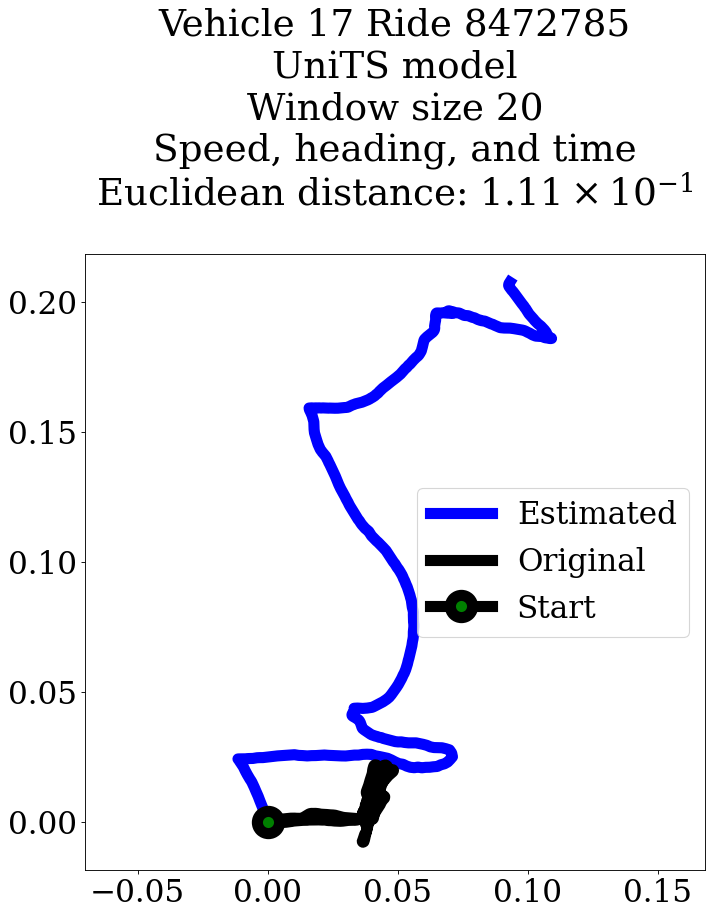 Vehicle 17 Ride 8472785
UniTS model
Window size 20
Speed, heading, and time
Euclidean distance: 1.11 × 10⁻¹
0.20
0.15
Estimated
0.10
Original
Start
0.05
0.00
−0.05 0.00 0.05 0.10 0.15